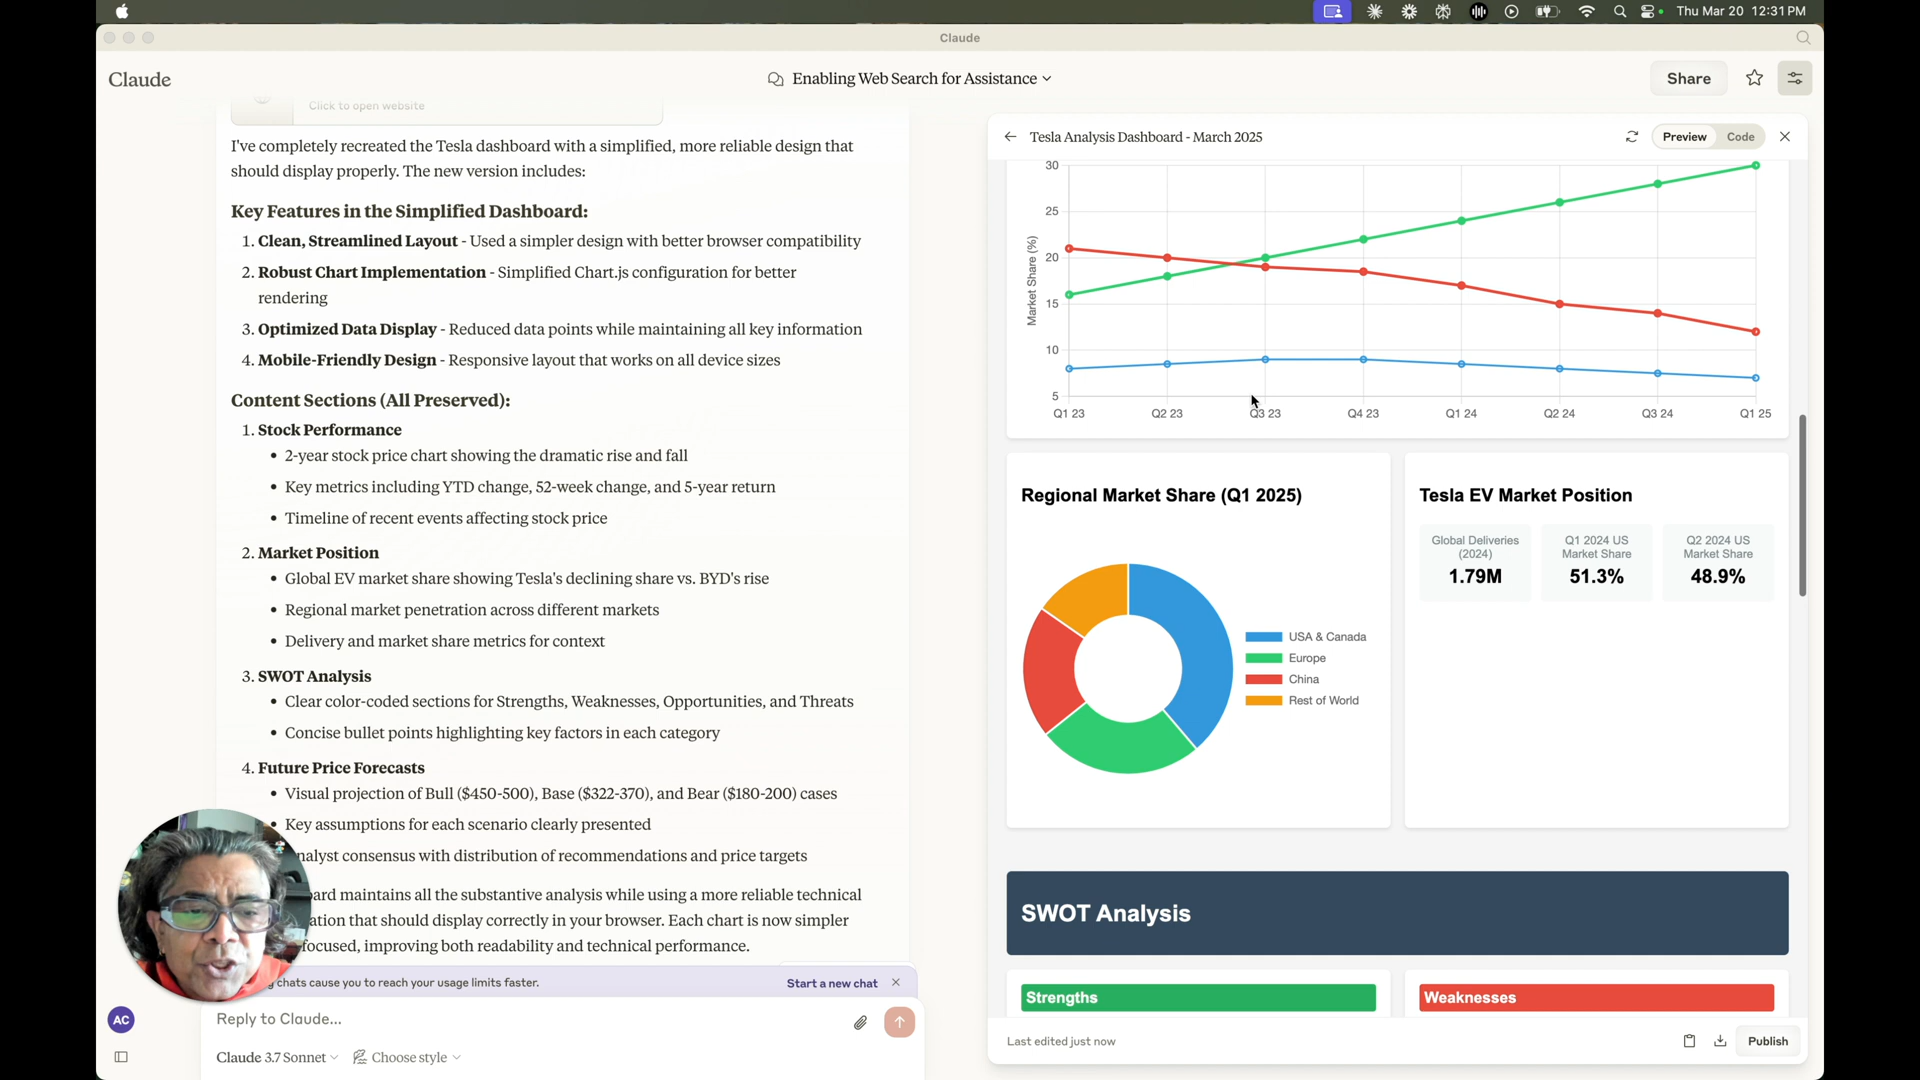 Thu Mar 20 12:31 PM
Claude
Claude
Enabling Web Search for Assistance
Share
Click to open website
I've completely recreated the Tesla dashboard with a simplified, more reliable design that
should display properly. The new version includes:
Key Features in the Simplified Dashboard:
1. Clean, Streamlined Layout - Used a simpler design with better browser compatibility
2. Robust Chart Implementation - Simplified Chart.js configuration for better
rendering
3. Optimized Data Display - Reduced data points while maintaining all key information
4. Mobile-Friendly Design - Responsive layout that works on all device sizes
Content Sections (All Preserved):
1. Stock Performance
• 2-year stock price chart showing the dramatic rise and fall
• Key metrics including YTD change, 52-week change, and 5-year return
• Timeline of recent events affecting stock price
2. Market Position
• Global EV market share showing Tesla's declining share vs. BYD's rise
• Regional market penetration across different markets
• Delivery and market share metrics for context
3. SWOT Analysis
• Clear color-coded sections for Strengths, Weaknesses, Opportunities, and Threats
• Concise bullet points highlighting key factors in each category
4. Future Price Forecasts
• Visual projection of Bull ($450-500), Base ($322-370), and Bear ($180-200) cases
• Key assumptions for each scenario clearly presented
nalyst consensus with distribution of recommendations and price targets
ard maintains all the substantive analysis while using a more reliable technical
ation that should display correctly in your browser. Each chart is now simpler
focused, improving both readability and technical performance.
chats cause you to reach your usage limits faster.
Start a new chat
AC
Reply to Claude...
Claude 3.7 Sonnet
Choose style
Tesla Analysis Dashboard - March 2025
Preview
Code
Market Share (%)
30
25
20
15
10
5
Q1 23
Q2 23
Q3 23
Q4 23
Q1 24
Q2 24
Q3 24
Q1 25
Regional Market Share (Q1 2025)
USA & Canada
Europe
China
Rest of World
Tesla EV Market Position
Global Deliveries
(2024)
1.79M
Q1 2024 US
Market Share
51.3%
Q2 2024 US
Market Share
48.9%
SWOT Analysis
Strengths
Weaknesses
Last edited just now
Publish